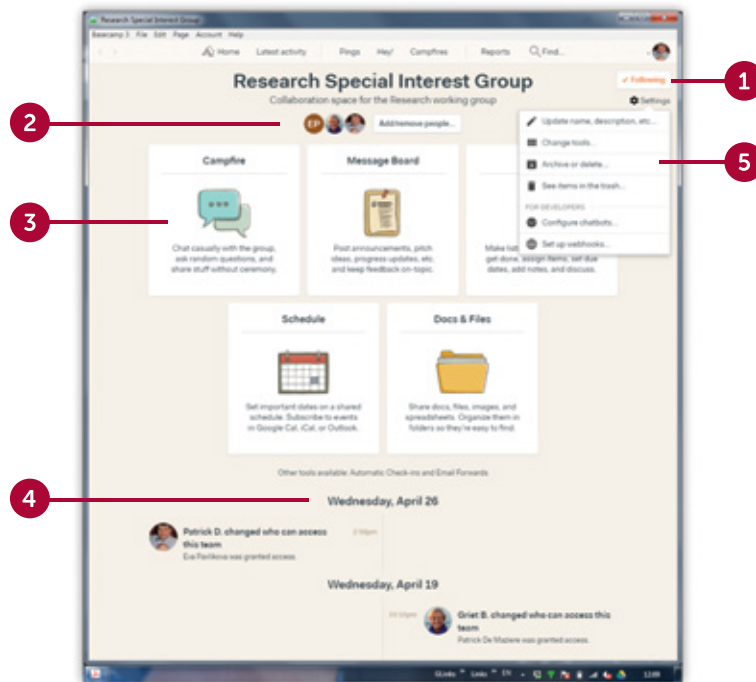 Research Special Interest Group
Basecamp 3 File Edit Page Account Help
Home Latest activity Pings Hey! Campfires Reports Find...
Research Special Interest Group
✓ Following
1
Collaboration space for the Research working group
Settings
2
EP
Add/remove people...
Update name, description, etc...
Change tools...
5
Archive or delete...
See items in the trash...
FOR DEVELOPERS
Configure chatbots...
Set up webhooks...
Campfire
3
Chat casually with the group,
ask random questions, and
share stuff without ceremony.
Message Board
Post announcements, pitch
ideas, progress updates, etc.
and keep feedback on-topic.
Make
get done, assign items, set due
dates, add notes, and discuss.
Schedule
Set important dates on a shared
schedule. Subscribe to events
in Google Cal, iCal, or Outlook.
Docs & Files
Share docs, files, images, and
spreadsheets. Organize them in
folders so they're easy to find.
Other tools available: Automatic Check-ins and Email Forwards
4
Wednesday, April 26
Patrick D. changed who can access
this team
Eva Pavlikova was granted access.
Wednesday, April 19
Griet B. changed who can access this
team
Patrick De Maziere was granted access.
Links EN
12:09